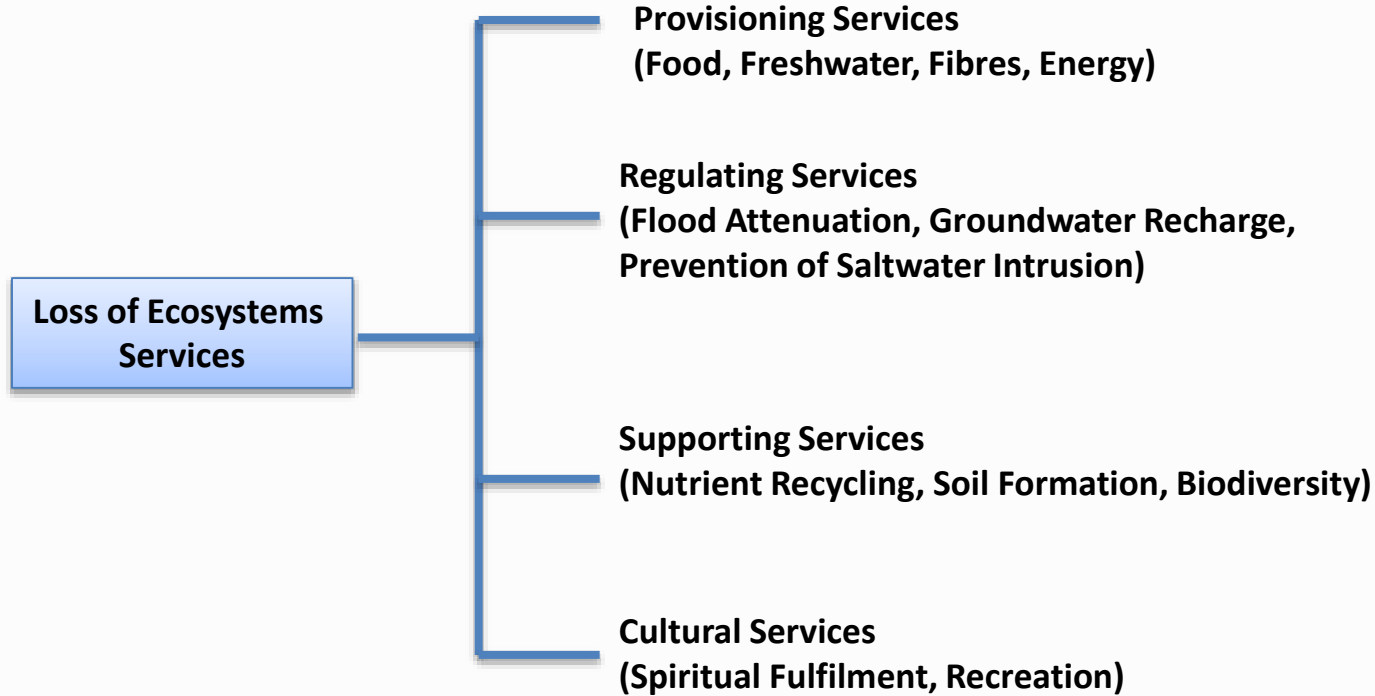 Provisioning Services
(Food, Freshwater, Fibres, Energy)
Regulating Services
(Flood Attenuation, Groundwater Recharge,
Prevention of Saltwater Intrusion)
Loss of Ecosystems
Services
Supporting Services
(Nutrient Recycling, Soil Formation, Biodiversity)
Cultural Services
(Spiritual Fulfilment, Recreation)